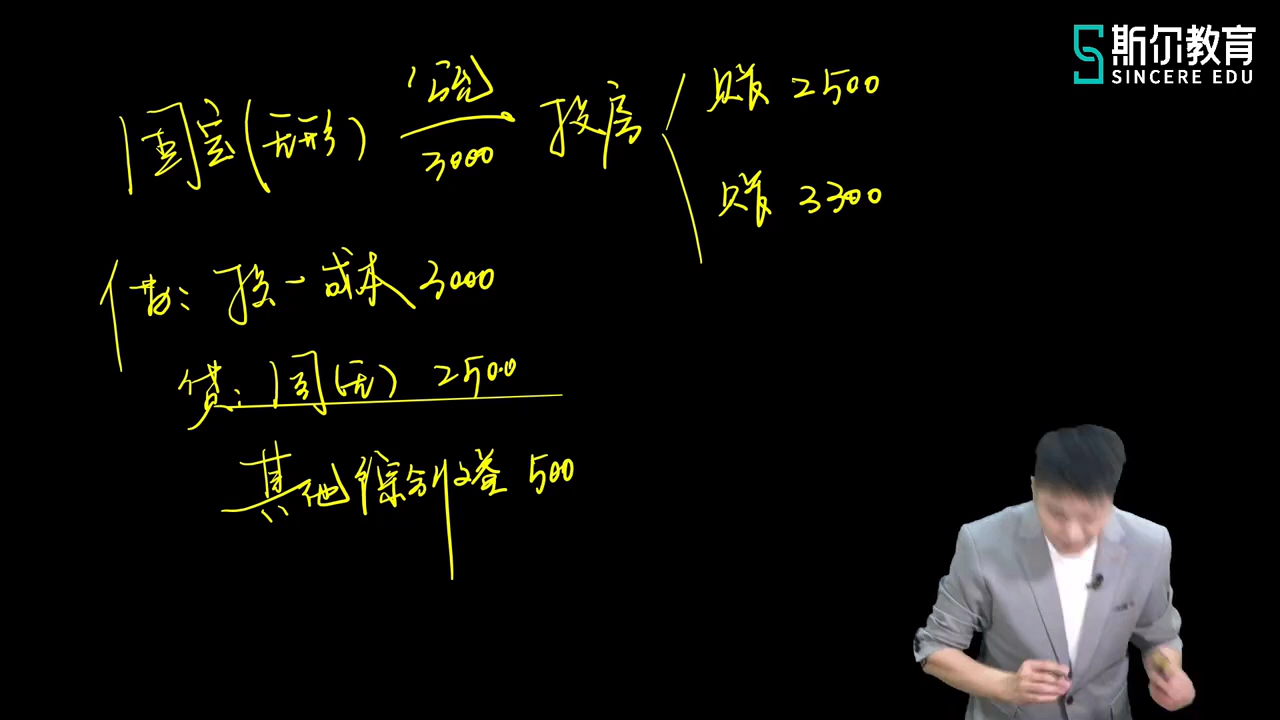 斯尔教育
SINCERE EDU
固定(无形) 公允 3000 投房
账 2500
账 3300
借：投一成本 3000
贷：固(无) 2500
其他综合收益 500